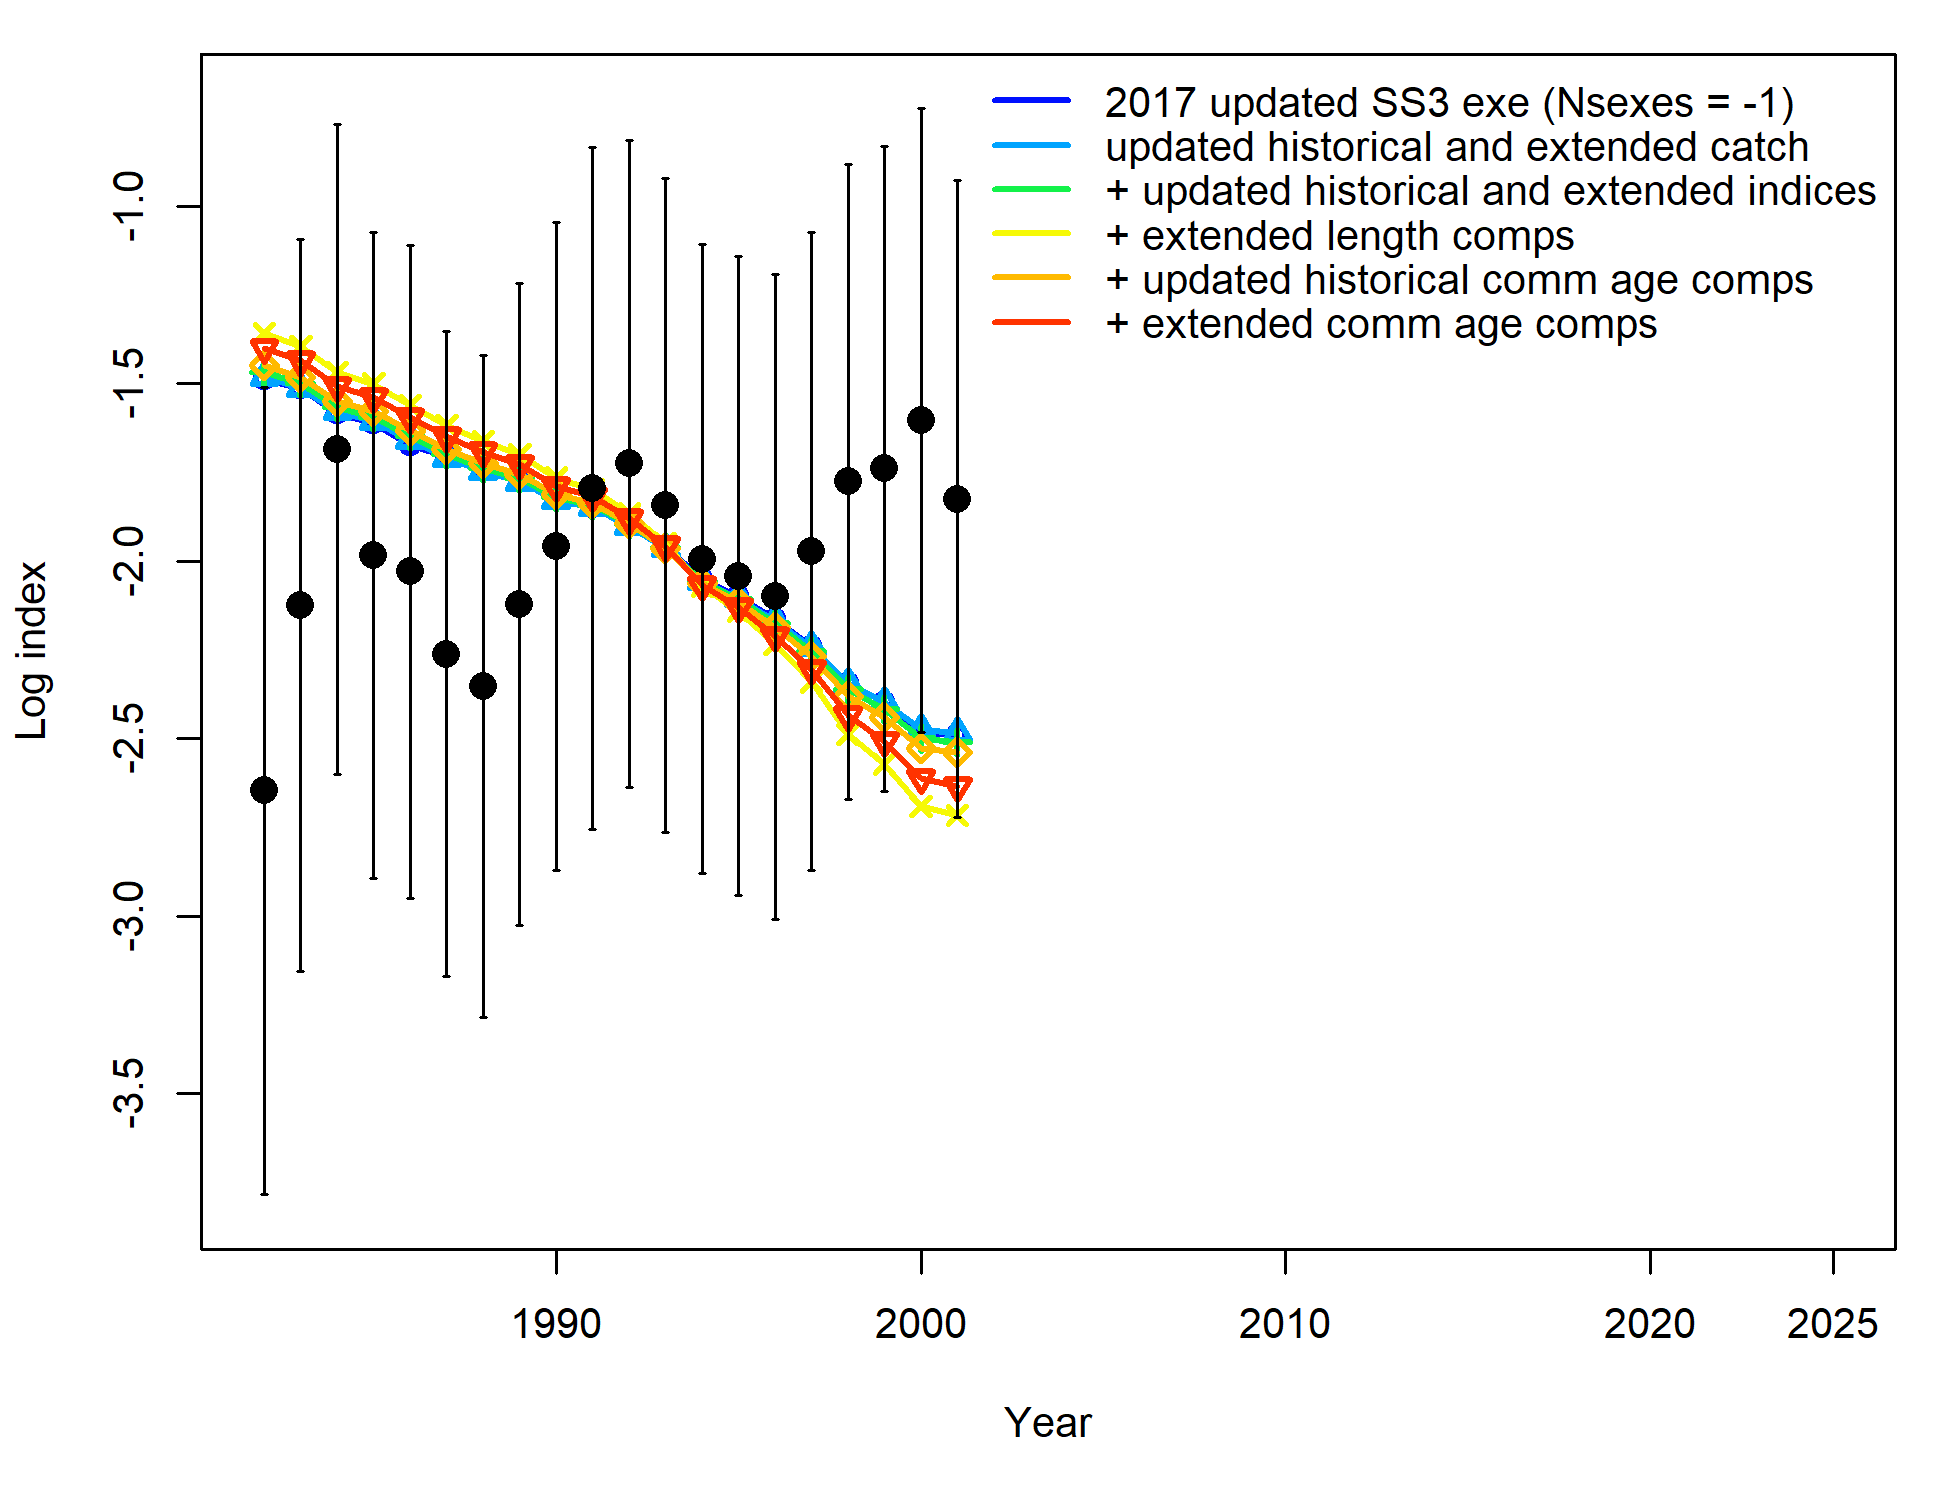 2017 updated SS3 exe (Nsexes = -1)
updated historical and extended catch
+ updated historical and extended indices
+ extended length comps
+ updated historical comm age comps
+ extended comm age comps
-1.0
-1.5
-2.0
-2.5
-3.0
-3.5
Log index
1990 2000 2010 2020 2025
Year